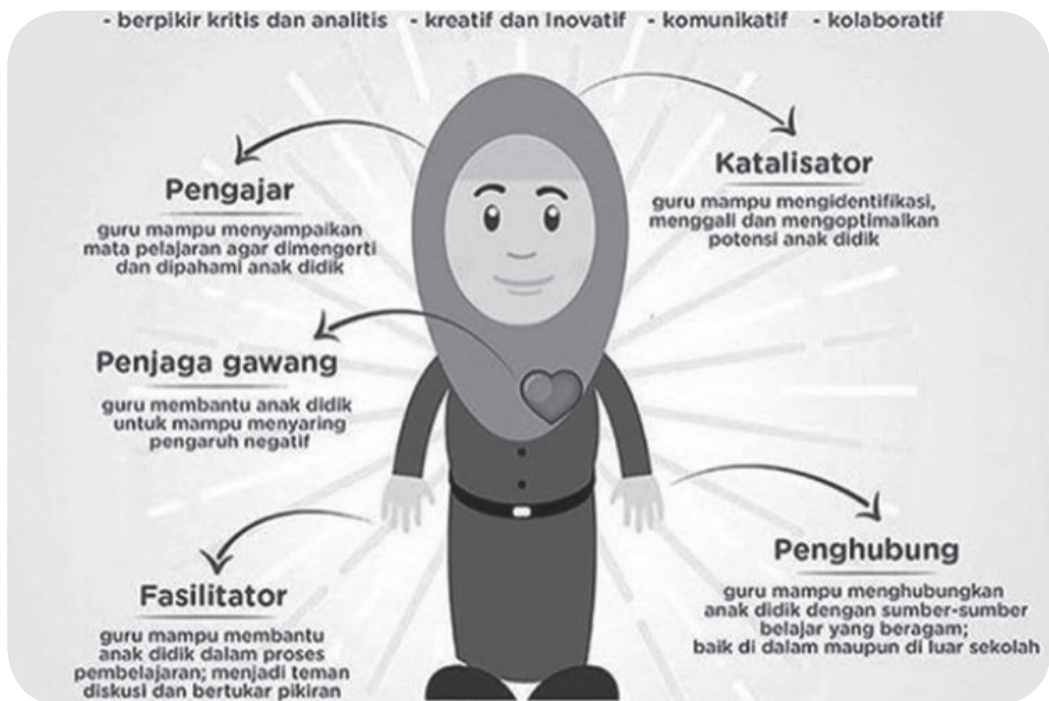 - berpikir kritis dan analitis - kreatif dan Inovatif - komunikatif - kolaboratif
Pengajar
guru mampu menyampaikan
mata pelajaran agar dimengerti
dan dipahami anak didik
Katalisator
guru mampu mengidentifikasi,
menggali dan mengoptimalkan
potensi anak didik
Penjaga gawang
guru membantu anak didik
untuk mampu menyaring
pengaruh negatif
Fasilitator
guru mampu membantu
anak didik dalam proses
pembelajaran; menjadi teman
diskusi dan bertukar pikiran
Penghubung
guru mampu menghubungkan
anak didik dengan sumber-sumber
belajar yang beragam;
baik di dalam maupun di luar sekolah